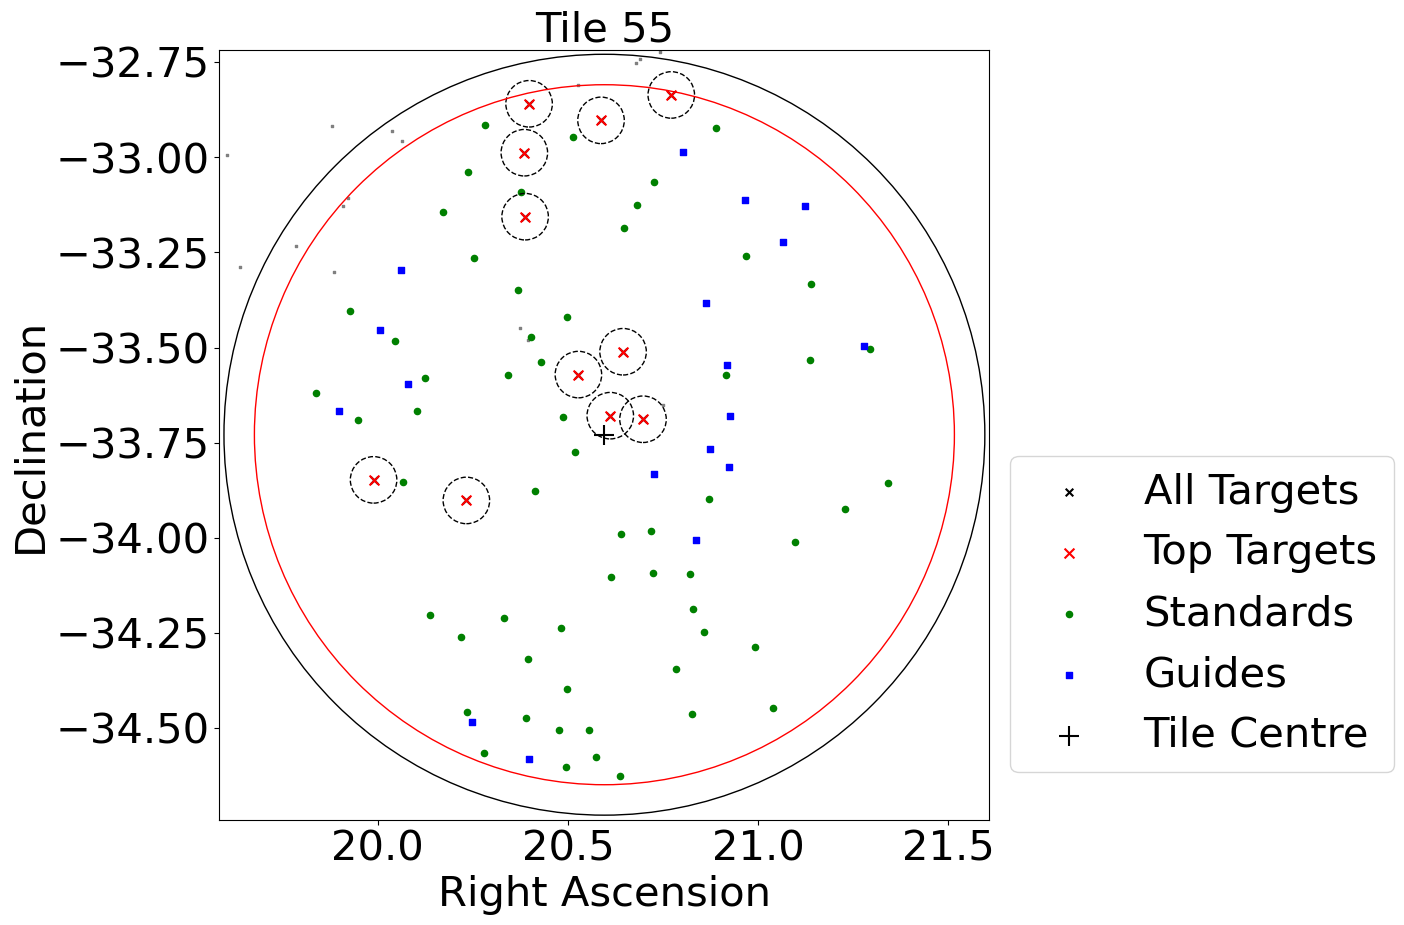 Tile 55
−32.75
−33.00
−33.25
−33.50
−33.75
−34.00
−34.25
−34.50
Declination
20.0 20.5 21.0 21.5
Right Ascension
All Targets
Top Targets
Standards
Guides
Tile Centre